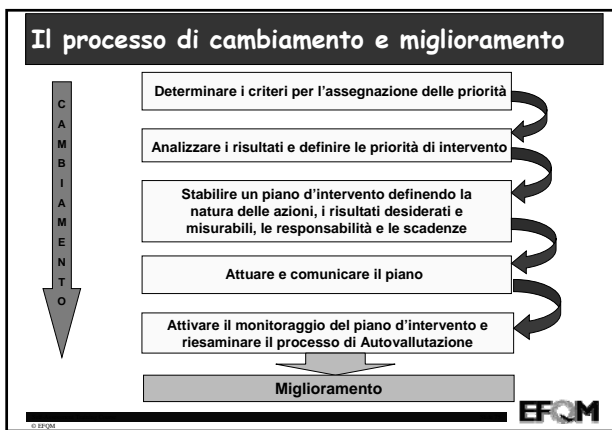 Il processo di cambiamento e miglioramento
CAMBIAMENTO
Determinare i criteri per l'assegnazione delle priorità
Analizzare i risultati e definire le priorità di intervento
Stabilire un piano d'intervento definendo la
natura delle azioni, i risultati desiderati e
misurabili, le responsabilità e le scadenze
Attuare e comunicare il piano
Attivare il monitoraggio del piano d'intervento e
riesaminare il processo di Autovallutazione
Miglioramento
© EFQM
EFQM